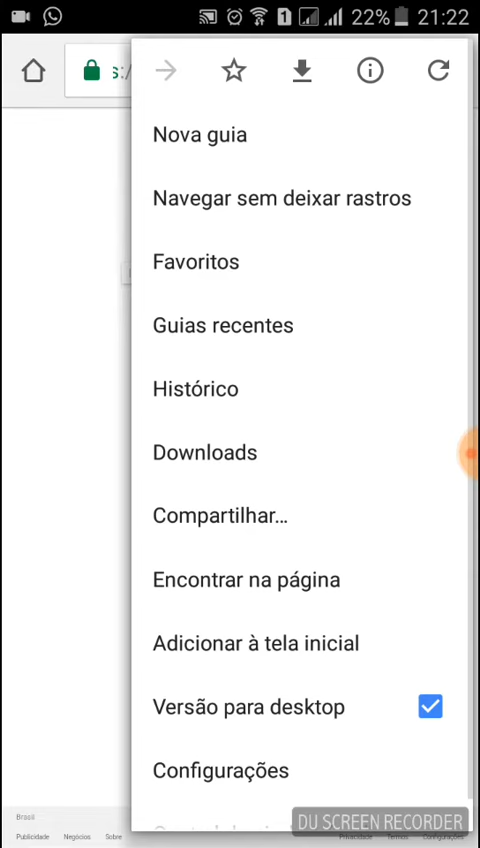 1 22% 21:22
s:/
Nova guia
Navegar sem deixar rastros
Favoritos
Guias recentes
Histórico
Downloads
Compartilhar...
Encontrar na página
Adicionar à tela inicial
Versão para desktop
Configurações
DU SCREEN RECORDER
Brasil
Publicidade Negócios Sobre Privacidade Termos Configurações